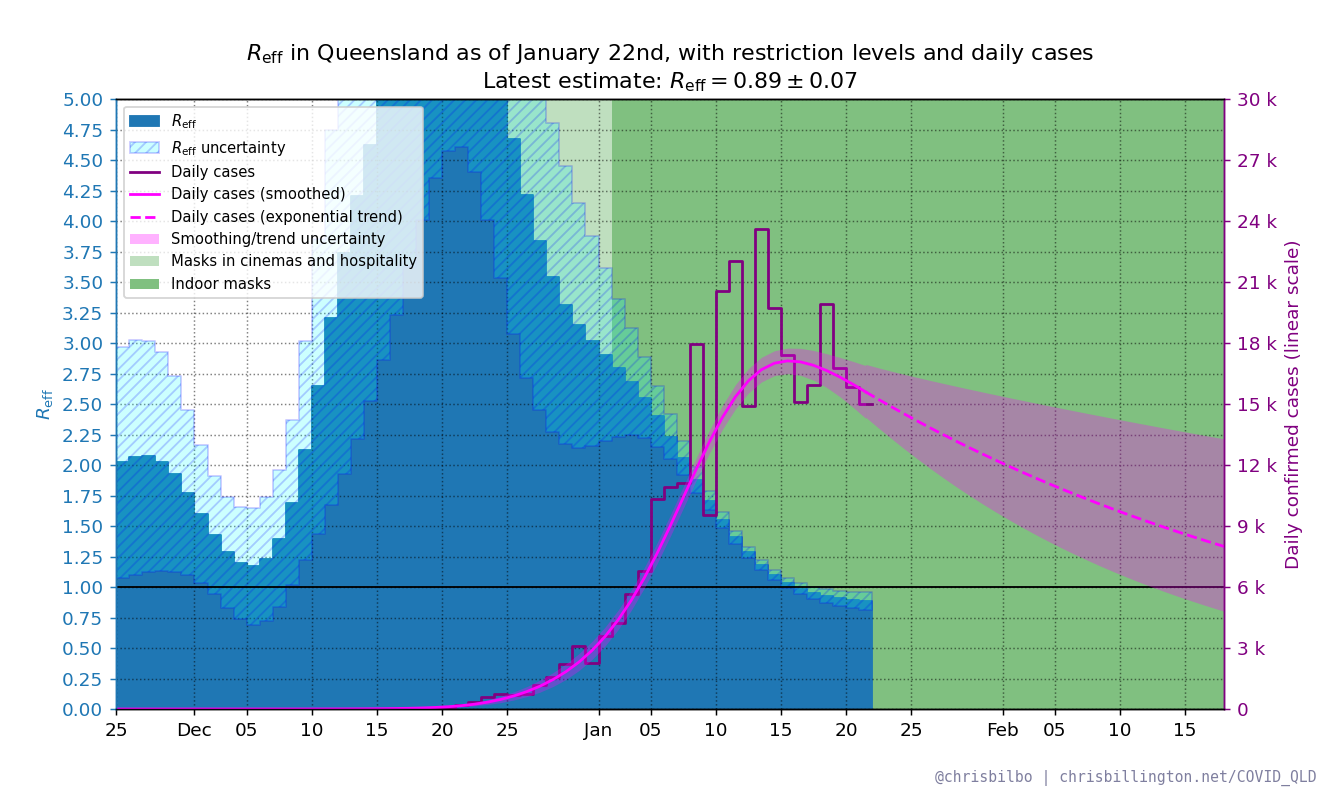 Reff in Queensland as of January 22nd, with restriction levels and daily cases
Latest estimate: Reff = 0.89 ± 0.07
5.00
4.75
4.50
4.25
4.00
3.75
3.50
3.25
3.00
2.75
2.50
2.25
2.00
1.75
1.50
1.25
1.00
0.75
0.50
0.25
0.00
Reff
Reff
Reff uncertainty
Daily cases
Daily cases (smoothed)
Daily cases (exponential trend)
Smoothing/trend uncertainty
Masks in cinemas and hospitality
Indoor masks
30 k
27 k
24 k
21 k
18 k
15 k
12 k
9 k
6 k
3 k
0
Daily confirmed cases (linear scale)
25 Dec 05 10 15 20 25 Jan 05 10 15 20 25 Feb 05 10 15
@chrisbilbo | chrisbillington.net/COVID_QLD